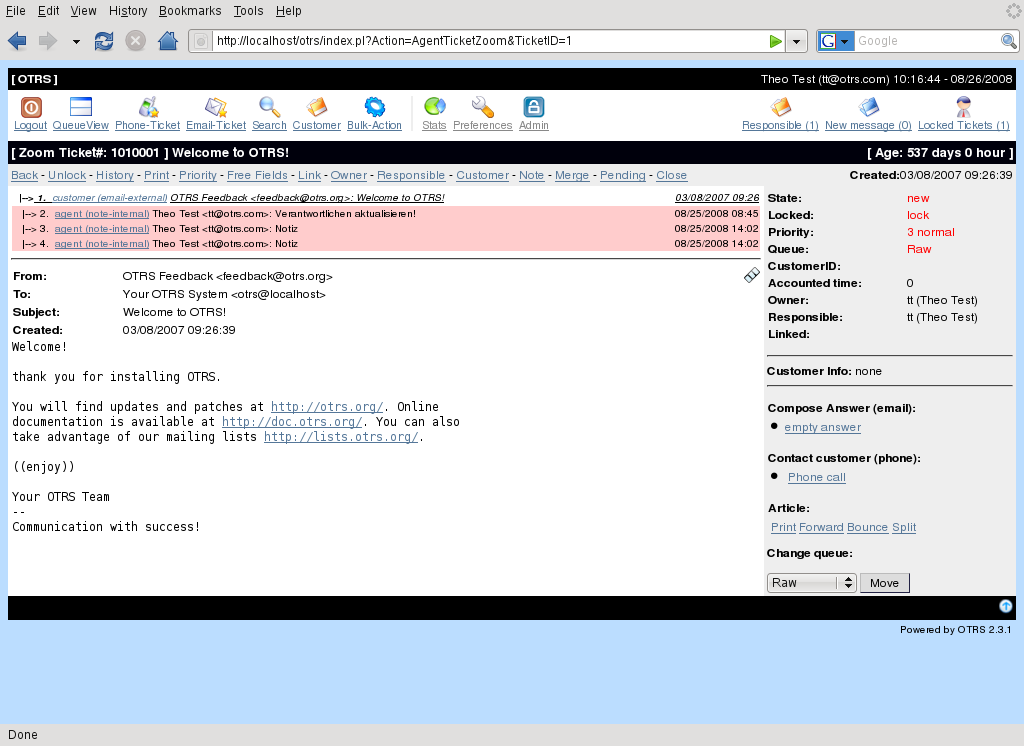 File Edit View History Bookmarks Tools Help
http://localhost/otrs/index.pl?Action=AgentTicketZoom&TicketID=1
G Google
[ OTRS ] Theo Test (tt@otrs.com) 10:16:44 - 08/26/2008
Logout QueueView Phone-Ticket Email-Ticket Search Customer Bulk-Action Stats Preferences Admin Responsible (1) New message (0) Locked Tickets (1)
[ Zoom Ticket#: 1010001 ] Welcome to OTRS! [ Age: 537 days 0 hour ]
Back - Unlock - History - Print - Priority - Free Fields - Link - Owner - Responsible - Customer - Note - Merge - Pending - Close Created:03/08/2007 09:26:39
|--> 1. customer (email-external) OTRS Feedback <feedback@otrs.org>: Welcome to OTRS! 03/08/2007 09:26
|--> 2. agent (note-internal) Theo Test <tt@otrs.com>: Verantwortlichen aktualisieren! 08/25/2008 08:45
|--> 3. agent (note-internal) Theo Test <tt@otrs.com>: Notiz 08/25/2008 14:02
|--> 4. agent (note-internal) Theo Test <tt@otrs.com>: Notiz 08/25/2008 14:02
From: OTRS Feedback <feedback@otrs.org>
To: Your OTRS System <otrs@localhost>
Subject: Welcome to OTRS!
Created: 03/08/2007 09:26:39
Welcome!
thank you for installing OTRS.
You will find updates and patches at http://otrs.org/. Online
documentation is available at http://doc.otrs.org/. You can also
take advantage of our mailing lists http://lists.otrs.org/.
((enjoy))
Your OTRS Team
--
Communication with success!
State: new
Locked: lock
Priority: 3 normal
Queue: Raw
CustomerID:
Accounted time: 0
Owner: tt (Theo Test)
Responsible: tt (Theo Test)
Linked:
Customer Info: none
Compose Answer (email):
empty answer
Contact customer (phone):
Phone call
Article:
Print Forward Bounce Split
Change queue:
Raw Move
Powered by OTRS 2.3.1
Done